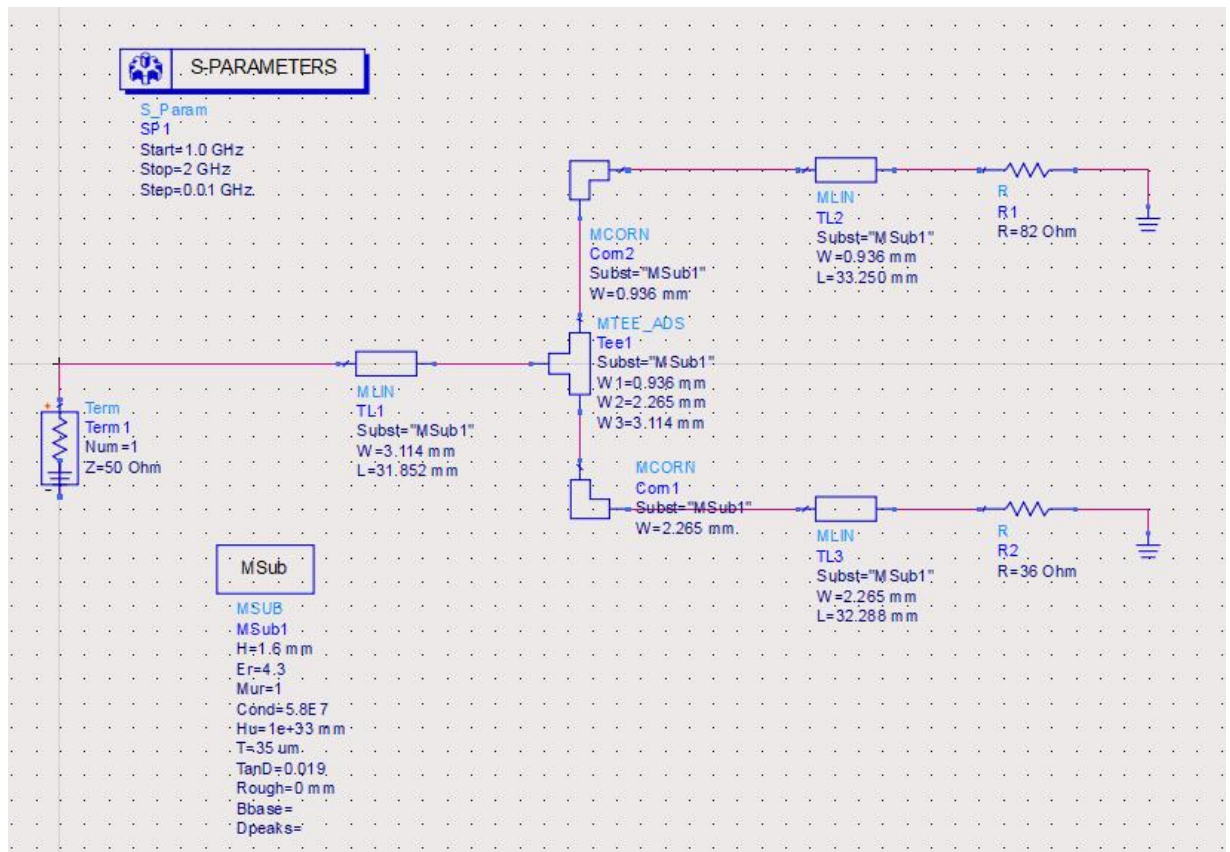 S-PARAMETERS
S_Param
SP1
Start=1.0 GHz
Stop=2 GHz
Step=0.01 GHz
MCORN
Corn2
Subst="MSub1"
W=0.936 mm
MLIN
TL2
Subst="MSub1"
W=0.936 mm
L=33.250 mm
R
R1
R=82 Ohm
MTEE_ADS
Tee1
Subst="MSub1"
W1=0.936 mm
W2=2.265 mm
W3=3.114 mm
+
Term
Term1
Num=1
Z=50 Ohm
-
MLIN
TL1
Subst="MSub1"
W=3.114 mm
L=31.852 mm
MCORN
Corn1
Subst="MSub1"
W=2.265 mm
MLIN
TL3
Subst="MSub1"
W=2.265 mm
L=32.288 mm
R
R2
R=36 Ohm
MSub
MSUB
MSub1
H=1.6 mm
Er=4.3
Mur=1
Cond=5.8E7
Hu=1e+33 mm
T=35 um
TanD=0.019
Rough=0 mm
Bbase=
Dpeaks=